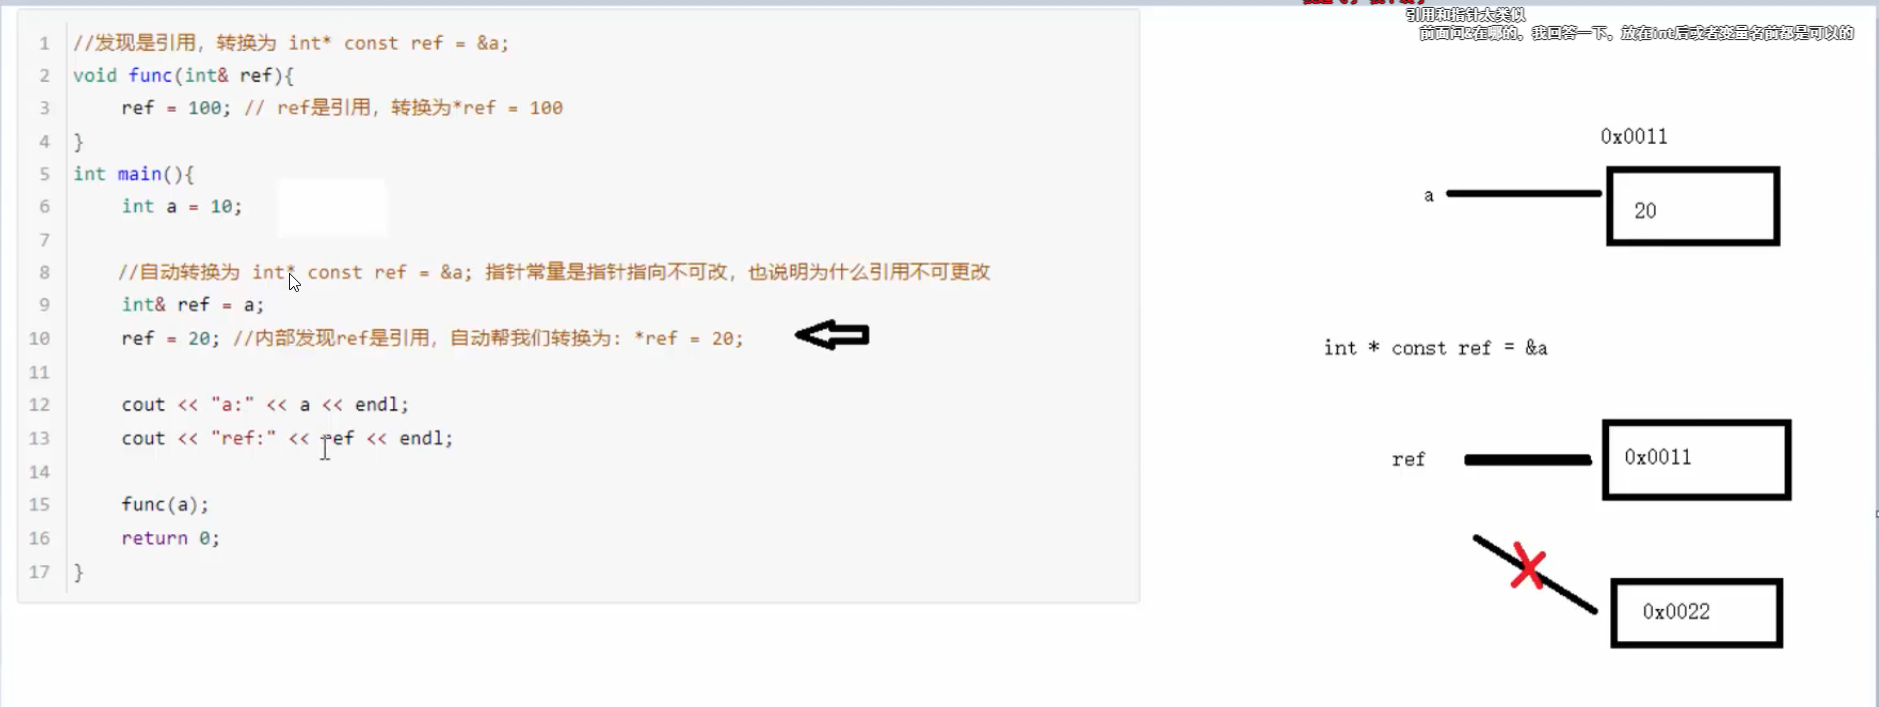 引用和指针太类似
前面问&在哪的，我回答一下，放在int后或者变量名前都是可以的
1 //发现是引用，转换为 int* const ref = &a;
2 void func(int& ref){
3 ref = 100; // ref是引用，转换为*ref = 100
4 }
5 int main(){
6 int a = 10;
7
8 //自动转换为 int* const ref = &a; 指针常量是指针指向不可改，也说明为什么引用不可更改
9 int& ref = a;
10 ref = 20; //内部发现ref是引用，自动帮我们转换为: *ref = 20;
11
12 cout << "a:" << a << endl;
13 cout << "ref:" << ref << endl;
14
15 func(a);
16 return 0;
17 }
0x0011
a
20
int * const ref = &a
ref
0x0011
0x0022